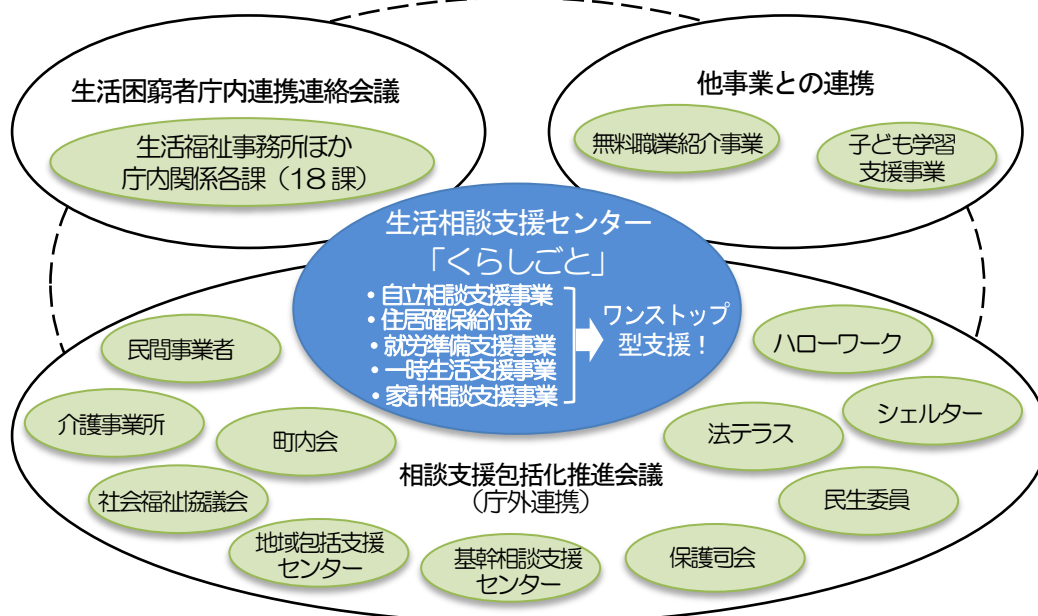 生活困窮者庁内連携連絡会議
生活福祉事務所ほか
庁内関係各課（18課）
他事業との連携
無料職業紹介事業
子ども学習
支援事業
生活相談支援センター
「くらしごと」
・自立相談支援事業
・住居確保給付金
・就労準備支援事業
・一時生活支援事業
・家計相談支援事業
ワンストップ
型支援！
民間事業者
介護事業所
町内会
社会福祉協議会
地域包括支援
センター
相談支援包括化推進会議
（庁外連携）
基幹相談支援
センター
保護司会
民生委員
法テラス
シェルター
ハローワーク